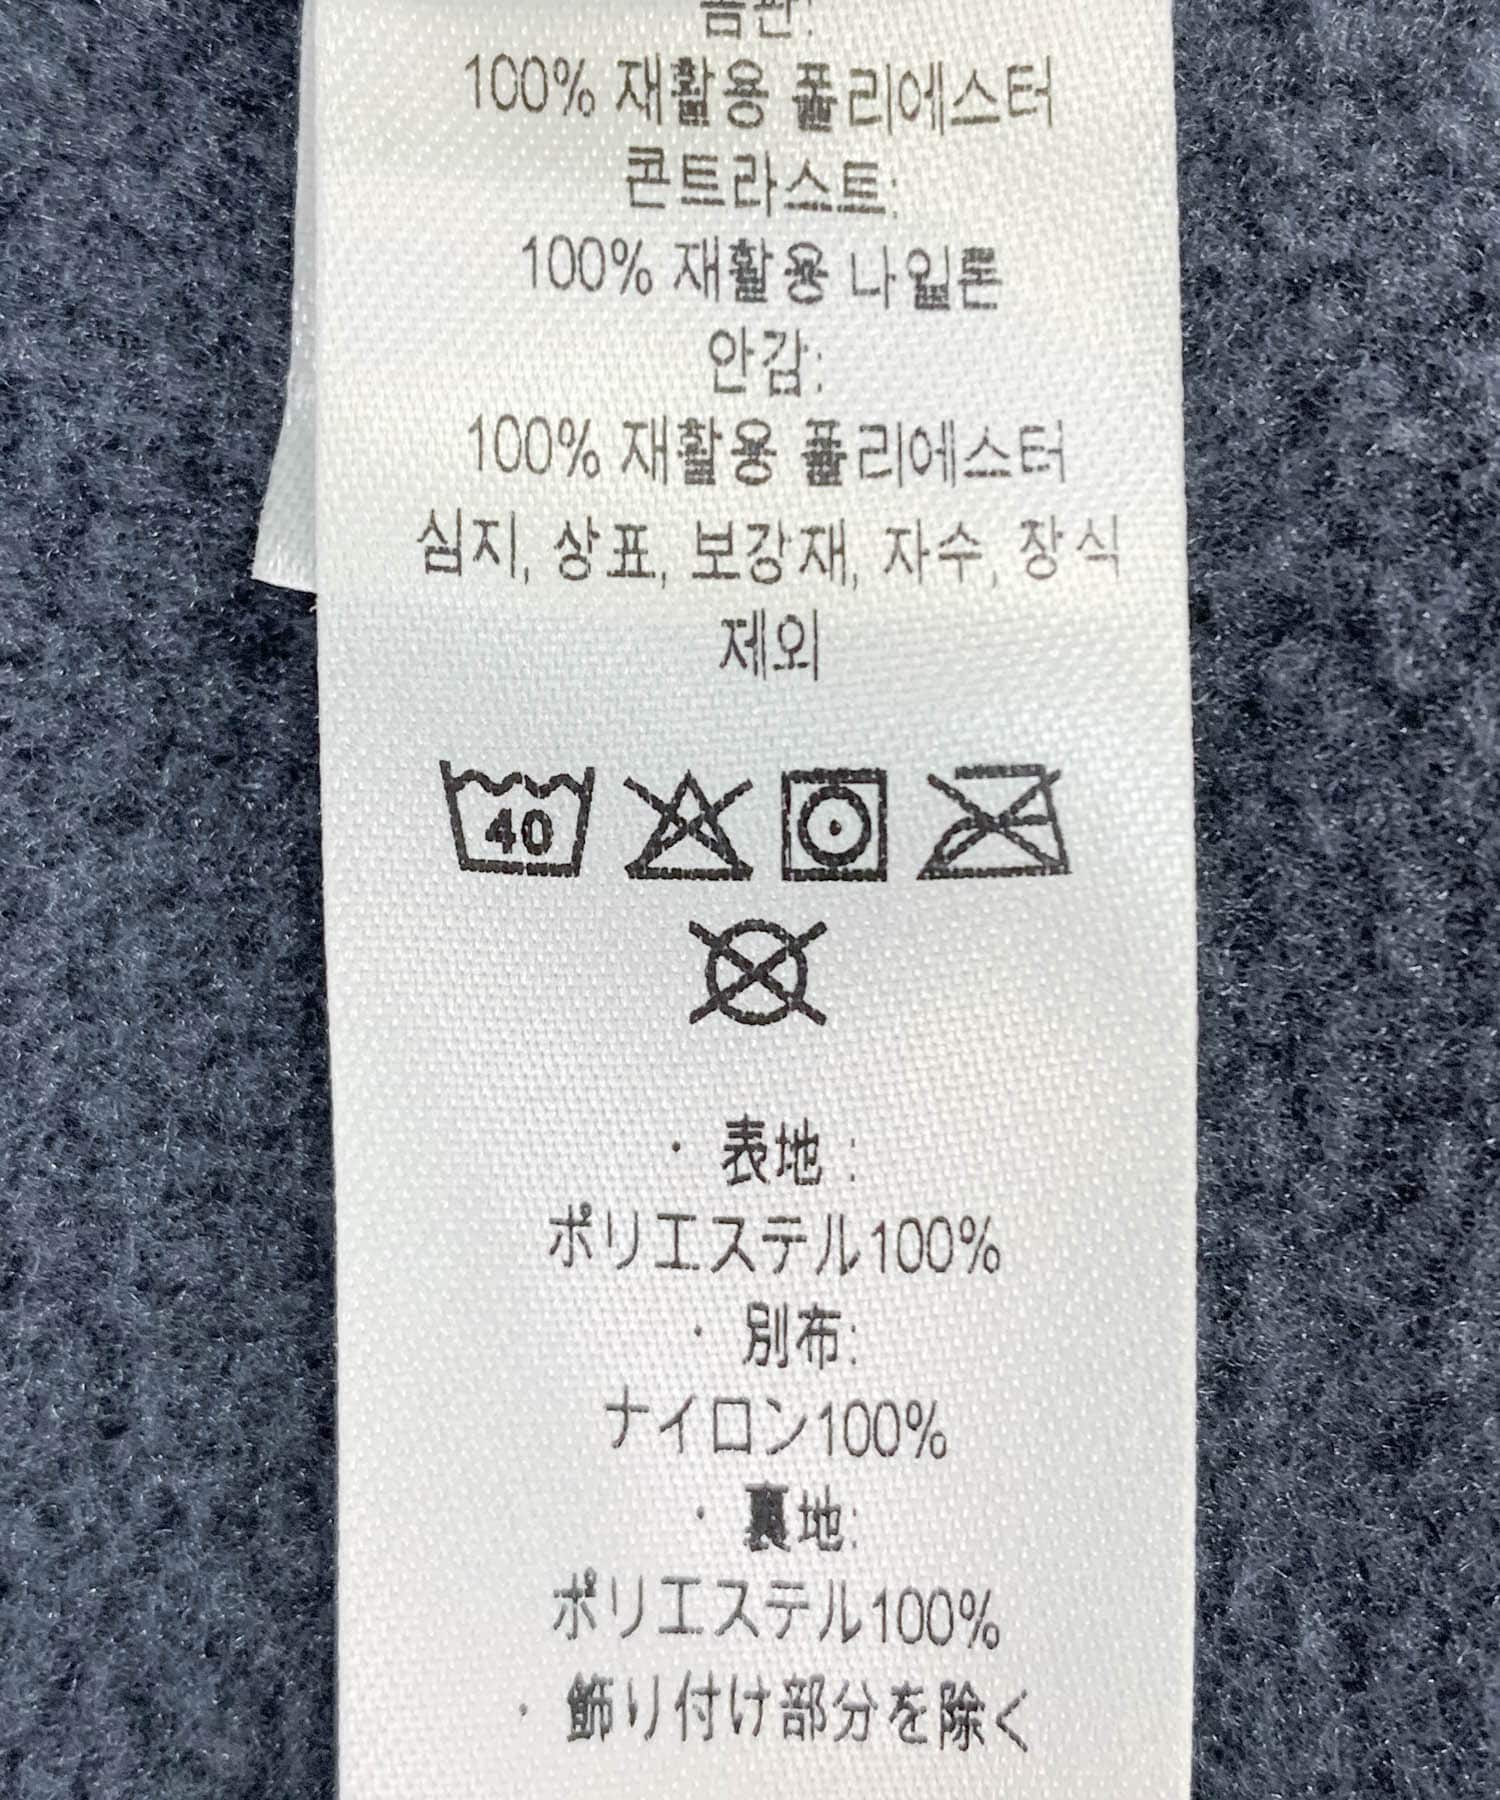 몸판:
100% 재활용 폴리에스터
콘트라스트:
100% 재활용 나일론
안감:
100% 재활용 폴리에스터
심지, 상표, 보강재, 자수, 장식
제외
40
・表地:
ポリエステル100%
・別布:
ナイロン100%
・裏地:
ポリエステル100%
・飾り付け部分を除く